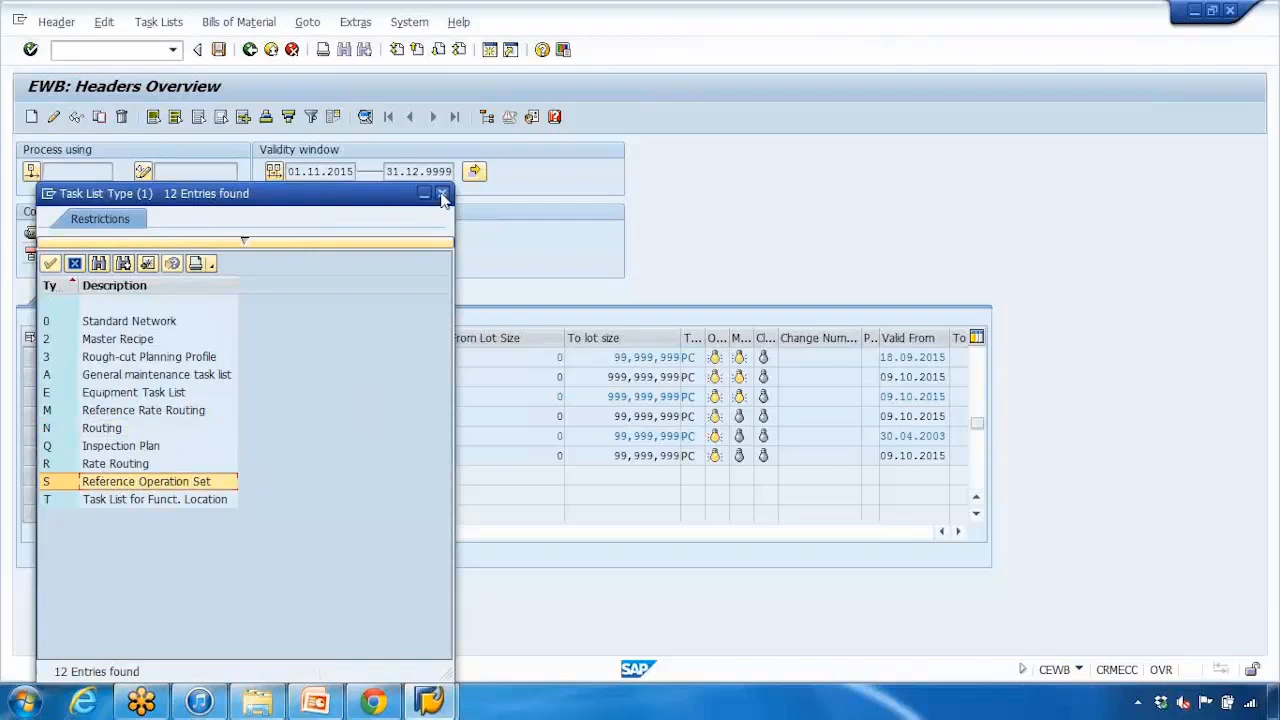 Header Edit Task Lists Bills of Material Goto Extras System Help
EWB: Headers Overview
Process using Validity window
01.11.2015 31.12.9999
Task List Type (1) 12 Entries found
Co
Restrictions
Ty.. Description
0 Standard Network
2 Master Recipe
3 Rough-cut Planning Profile
A General maintenance task list
E Equipment Task List
M Reference Rate Routing
N Routing
Q Inspection Plan
R Rate Routing
S Reference Operation Set
T Task List for Funct. Location
12 Entries found
From Lot Size To lot size T... O... M... Cl... Change Num... P.. Valid From To
0 99,999,999 PC 18.09.2015
0 999,999,999 PC 09.10.2015
0 999,999,999 PC 09.10.2015
0 99,999,999 PC 09.10.2015
0 99,999,999 PC 30.04.2003
0 99,999,999 PC 09.10.2015
SAP CEWB CRMECC OVR